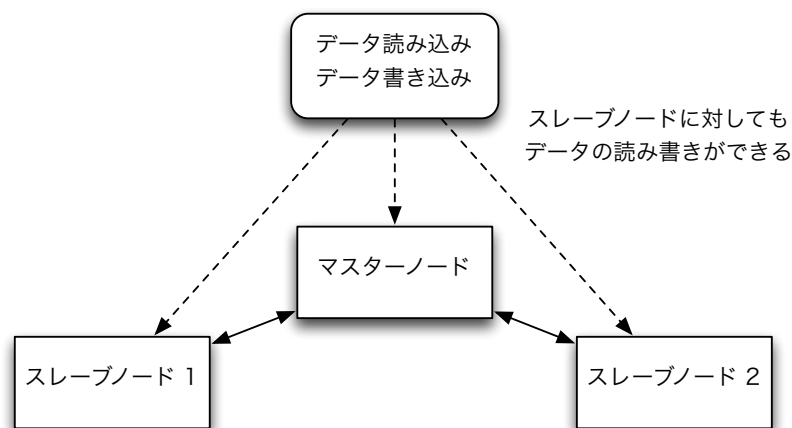 データ読み込み
データ書き込み
スレーブノードに対しても
データの読み書きができる
マスターノード
スレーブノード 1
スレーブノード 2